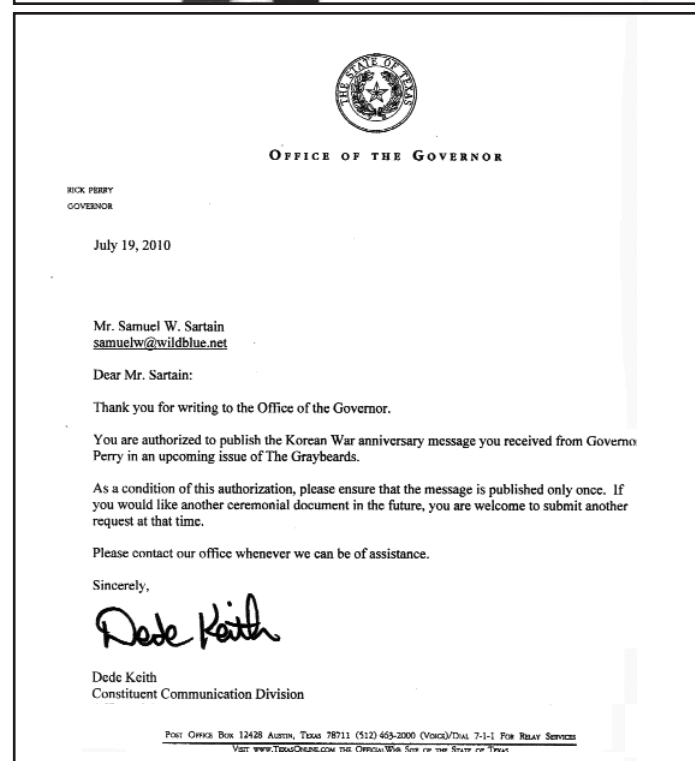 THE STATE OF TEXAS
OFFICE OF THE GOVERNOR
RICK PERRY
GOVERNOR
July 19, 2010
Mr. Samuel W. Sartain
samuelw@wildblue.net
Dear Mr. Sartain:
Thank you for writing to the Office of the Governor.
You are authorized to publish the Korean War anniversary message you received from Governo
Perry in an upcoming issue of The Graybeards.
As a condition of this authorization, please ensure that the message is published only once. If
you would like another ceremonial document in the future, you are welcome to submit another
request at that time.
Please contact our office whenever we can be of assistance.
Sincerely,
Dede Keith
Dede Keith
Constituent Communication Division
POST OFFICE BOX 12428 AUSTIN, TEXAS 78711 (512) 463-2000 (VOICE)/DIAL 7-1-1 FOR RELAY SERVICES
VISIT WWW.TEXASONLINE.COM THE OFFICIAL WEB SITE OF THE STATE OF TEXAS